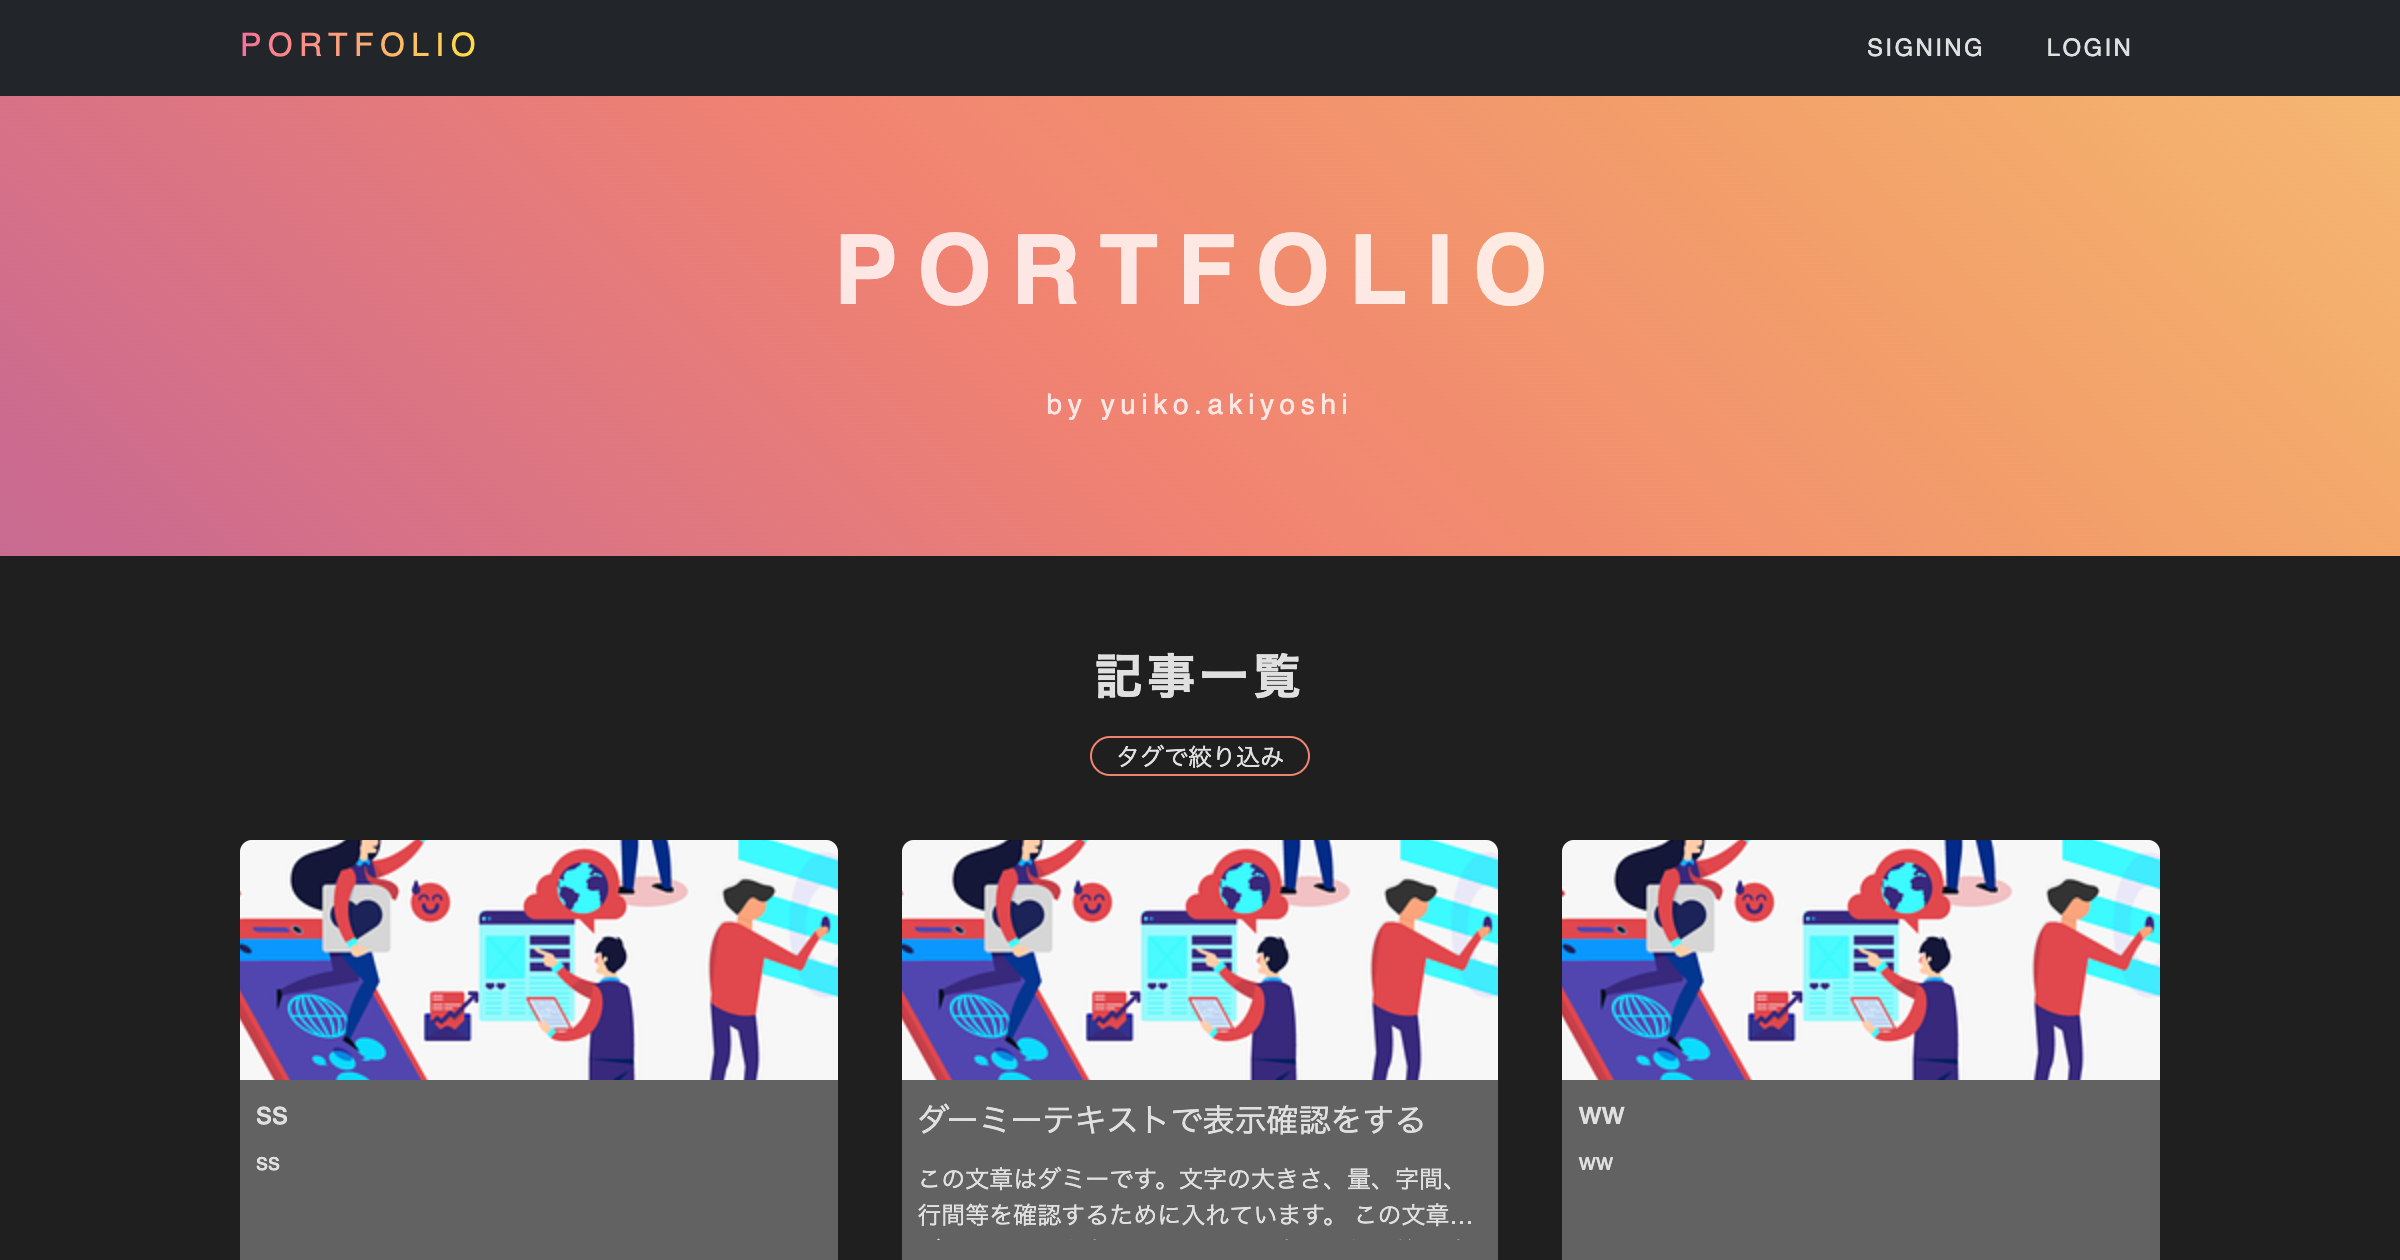 PORTFOLIO
SIGNING
LOGIN
PORTFOLIO
by yuiko.akiyoshi
記事一覧
タグで絞り込み
ss
ss
ダーミーテキストで表示確認をする
この文章はダミーです。文字の大きさ、量、字間、
行間等を確認するために入れています。 この文章…
ww
ww